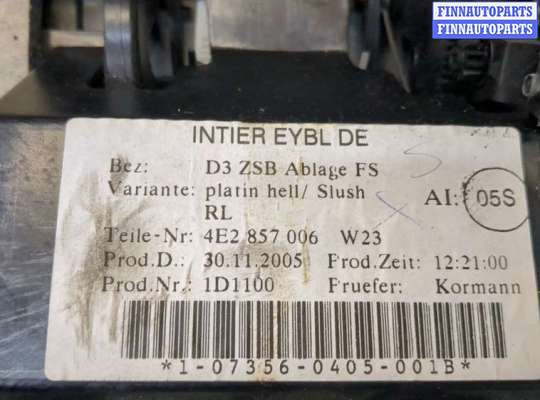 FINNAUTOPARTS
FINNAUTOPARTS
INTIER EYBL DE
Bez: D3 ZSB Ablage FS
Variante: platin hell/ Slush
RL
AI: 05S
Teile-Nr: 4E2 857 006 W23
Prod.D.: 30.11.2005 Prod.Zeit: 12:21:00
Prod.Nr.: 1D1100 Pruefer: Kormann
*1-07356-0405-001B*